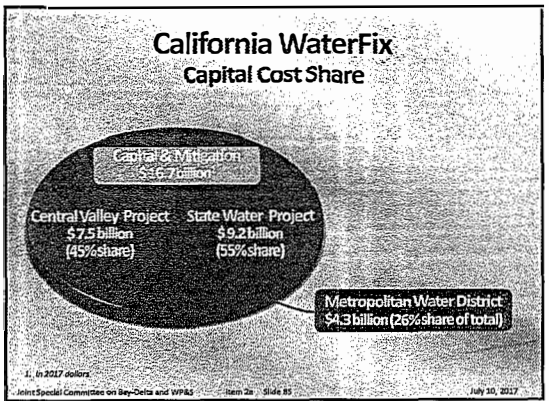 California WaterFix
Capital Cost Share
Capital & Mitigation
$16.7 billion¹
Central Valley Project
$7.5 billion
(45% share)
State Water Project
$9.2 billion
(55% share)
Metropolitan Water District
$4.3 billion (26% share of total)
1. In 2017 dollars
Joint Special Committee on Bay-Delta and WP&S Item 2a Slide 85 July 10, 2017